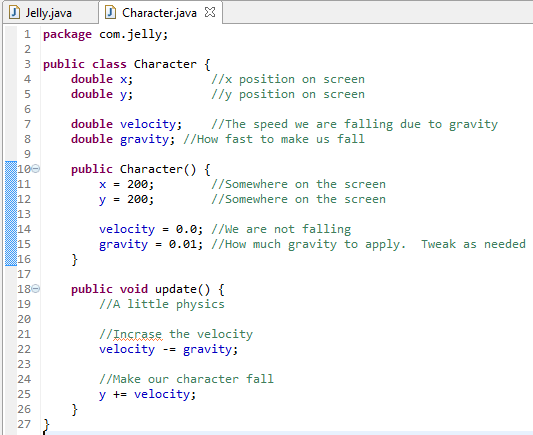 Jelly.java Character.java
1 package com.jelly;
2
3 public class Character {
4 double x; //x position on screen
5 double y; //y position on screen
6
7 double velocity; //The speed we are falling due to gravity
8 double gravity; //How fast to make us fall
9
10 public Character() {
11 x = 200; //Somewhere on the screen
12 y = 200; //Somewhere on the screen
13
14 velocity = 0.0; //We are not falling
15 gravity = 0.01; //How much gravity to apply. Tweak as needed
16 }
17
18 public void update() {
19 //A little physics
20
21 //Incrase the velocity
22 velocity -= gravity;
23
24 //Make our character fall
25 y += velocity;
26 }
27 }